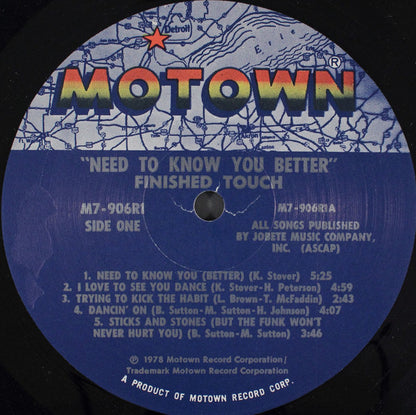 Detroit
Erie
MOTOWN
®
"NEED TO KNOW YOU BETTER"
FINISHED TOUCH
M7-906R1
M7-906R1A
SIDE ONE
ALL SONGS PUBLISHED
BY JOBETE MUSIC COMPANY,
INC. (ASCAP)
1. NEED TO KNOW YOU (BETTER) (K. Stover) 5:25
2. I LOVE TO SEE YOU DANCE (K. Stover-H. Peterson) 4:59
3. TRYING TO KICK THE HABIT (L. Brown-T. McFaddin) 2:43
4. DANCIN' ON (B. Sutton-M. Sutton-H. Johnson) 4:07
5. STICKS AND STONES (BUT THE FUNK WON'T
NEVER HURT YOU) (B. Sutton-M. Sutton) 3:46
℗ 1978 Motown Record Corporation/
Trademark Motown Record Corporation
A PRODUCT OF MOTOWN RECORD CORP.